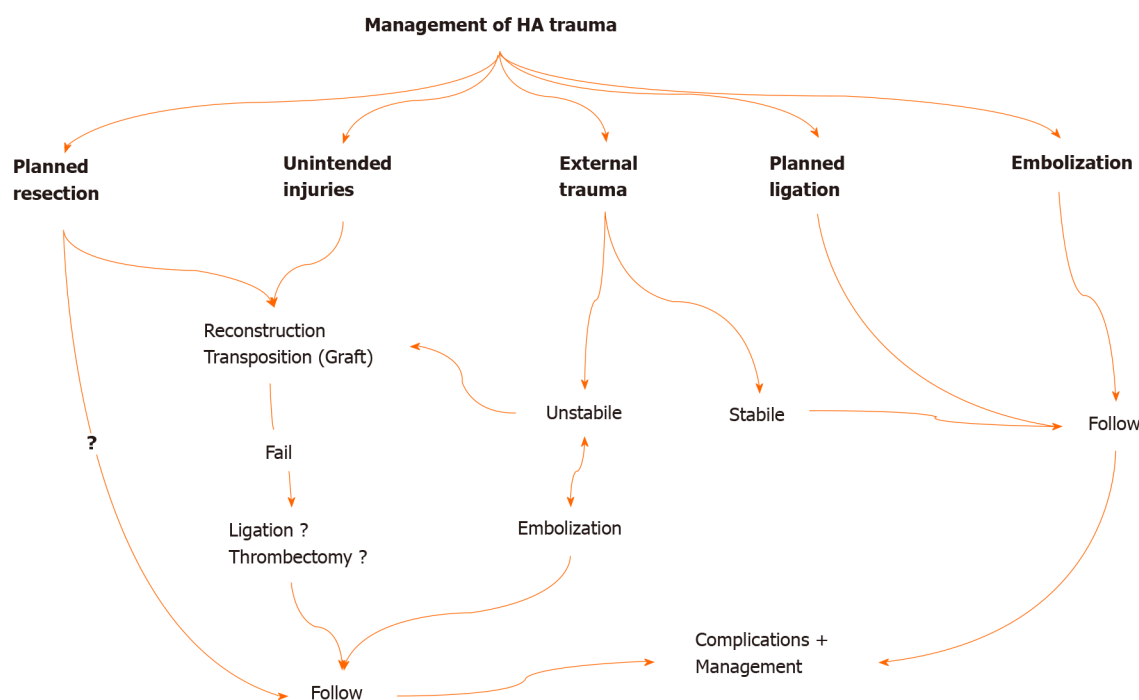 Management of HA trauma
Planned
resection
Unintended
injuries
External
trauma
Planned
ligation
Embolization
Reconstruction
Transposition (Graft)
Unstabile
Stabile
Follow
?
Fail
Ligation ?
Thrombectomy ?
Embolization
Complications +
Management
Follow